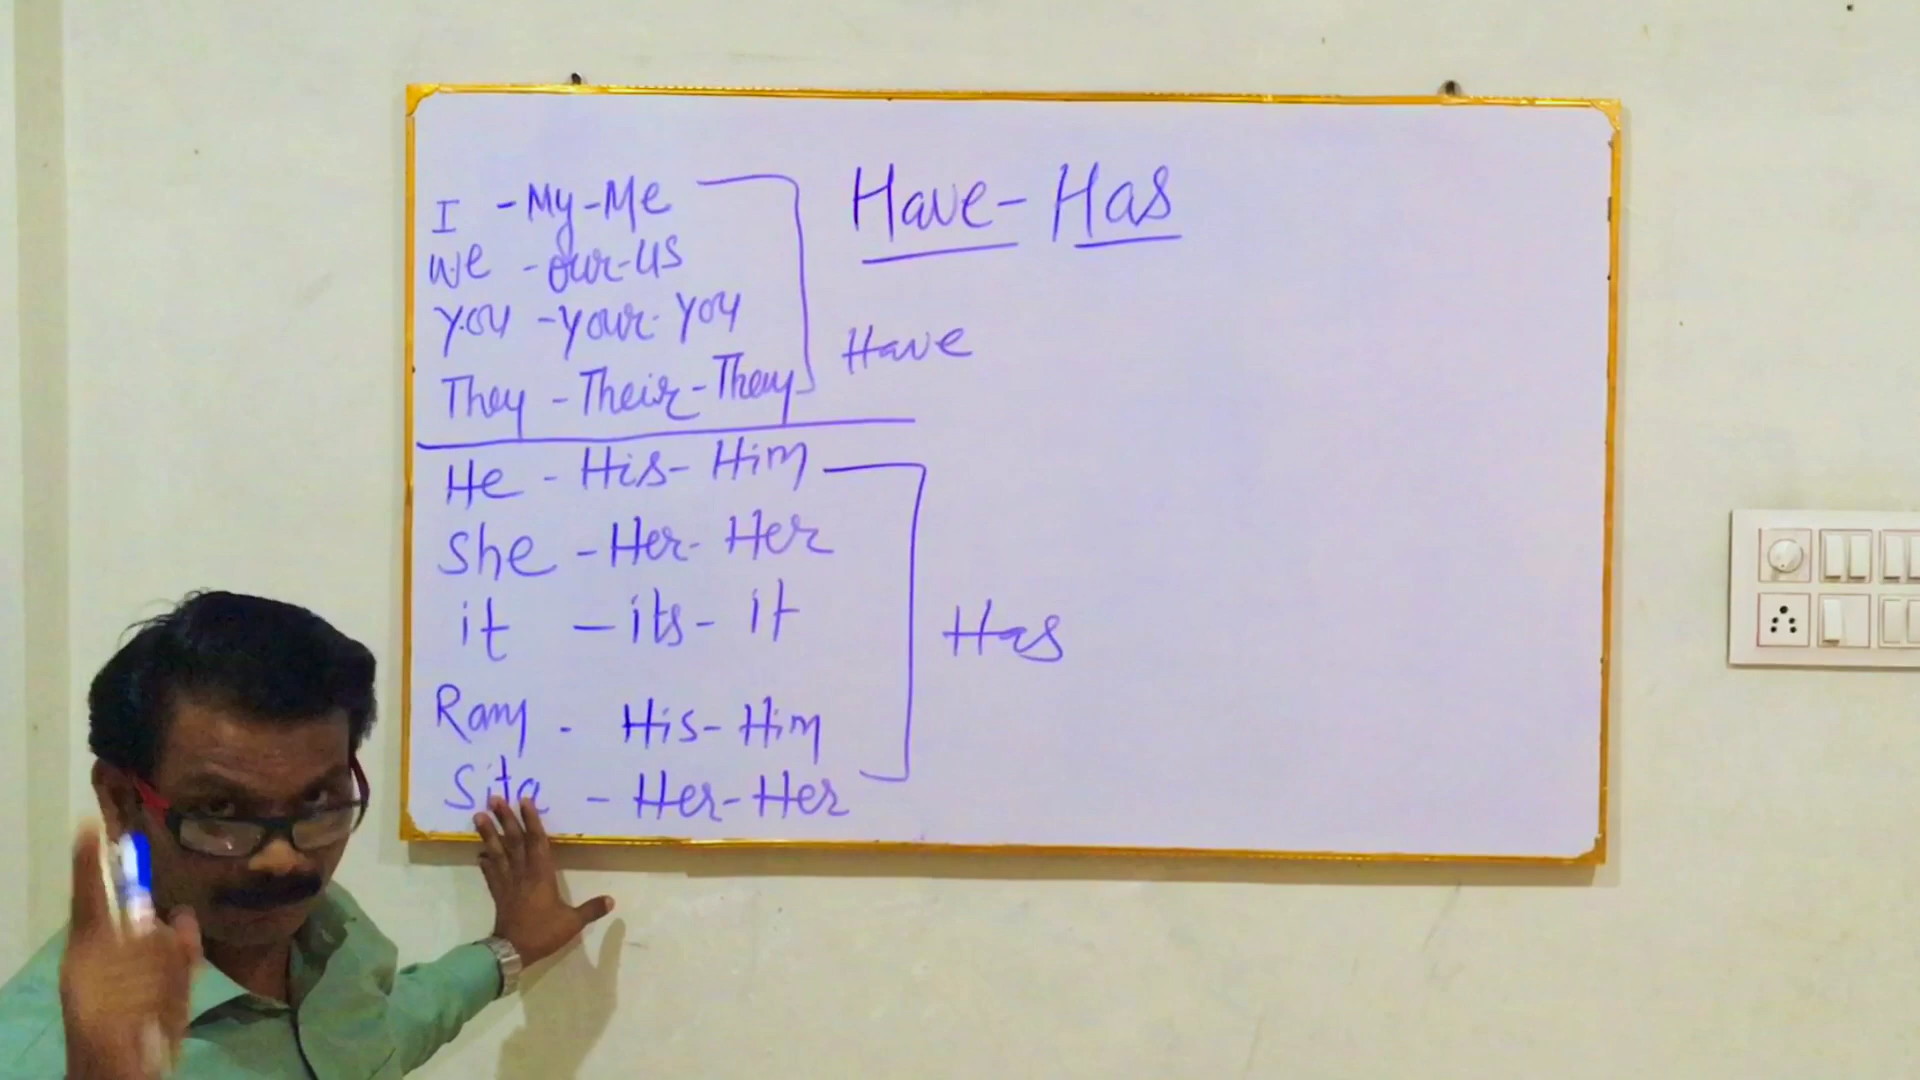 Have - Has
I - My - Me
we - our - us
you - your - you
They - Their - They
Have
He - His - Him
she - Her - Her
it - its - it
Has
Ram - His - Him
Sita - Her - Her